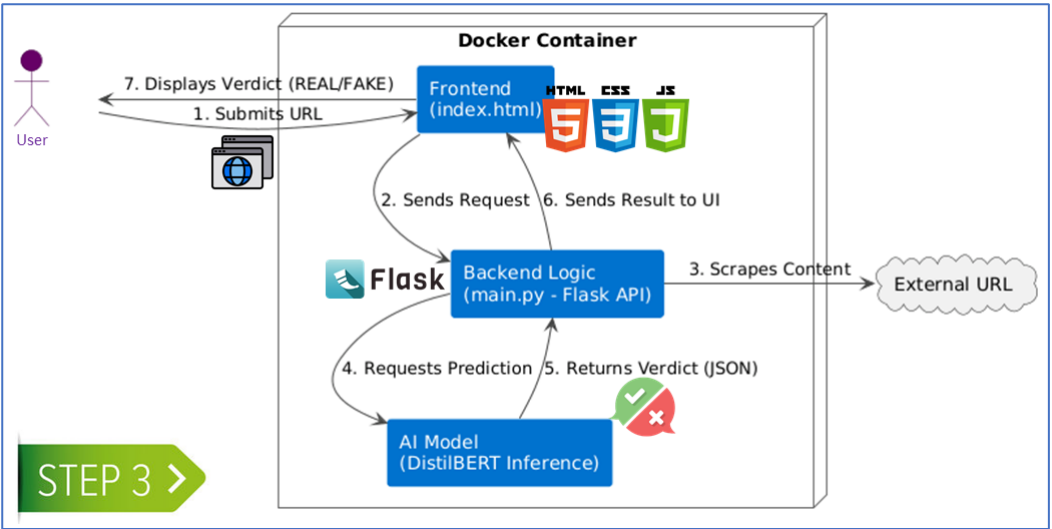 Docker Container
7. Displays Verdict (REAL/FAKE)
1. Submits URL
User
Frontend
(index.html)
HTML
5
CSS
3
JS
2. Sends Request
6. Sends Result to UI
Flask
Backend Logic
(main.py - Flask API)
3. Scrapes Content
External URL
4. Requests Prediction
5. Returns Verdict (JSON)
AI Model
(DistilBERT Inference)
STEP 3